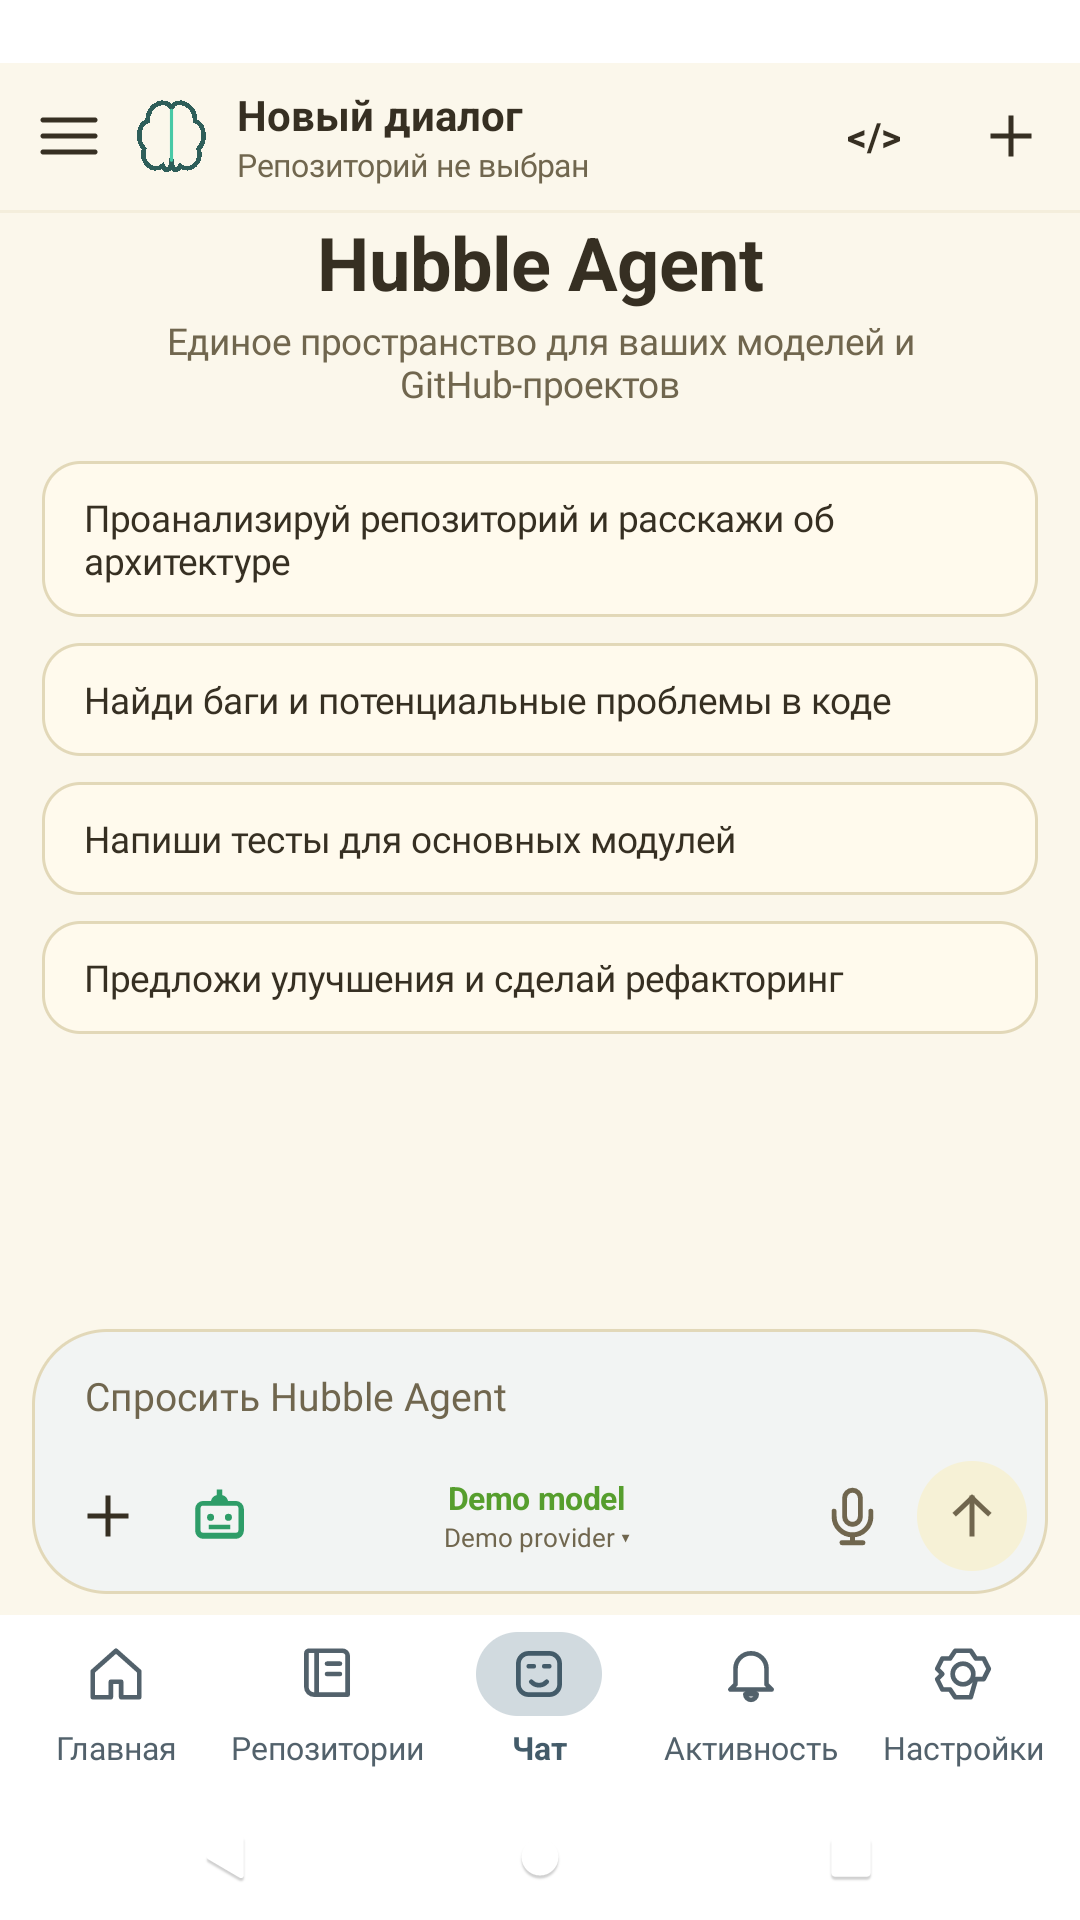 Новый диалог
Репозиторий не выбран
</>
Hubble Agent
Единое пространство для ваших моделей и
GitHub-проектов
Проанализируй репозиторий и расскажи об
архитектуре
Найди баги и потенциальные проблемы в коде
Напиши тесты для основных модулей
Предложи улучшения и сделай рефакторинг
Спросить Hubble Agent
Demo model
Demo provider ▾
Главная
Репозитории
Чат
Активность
Настройки